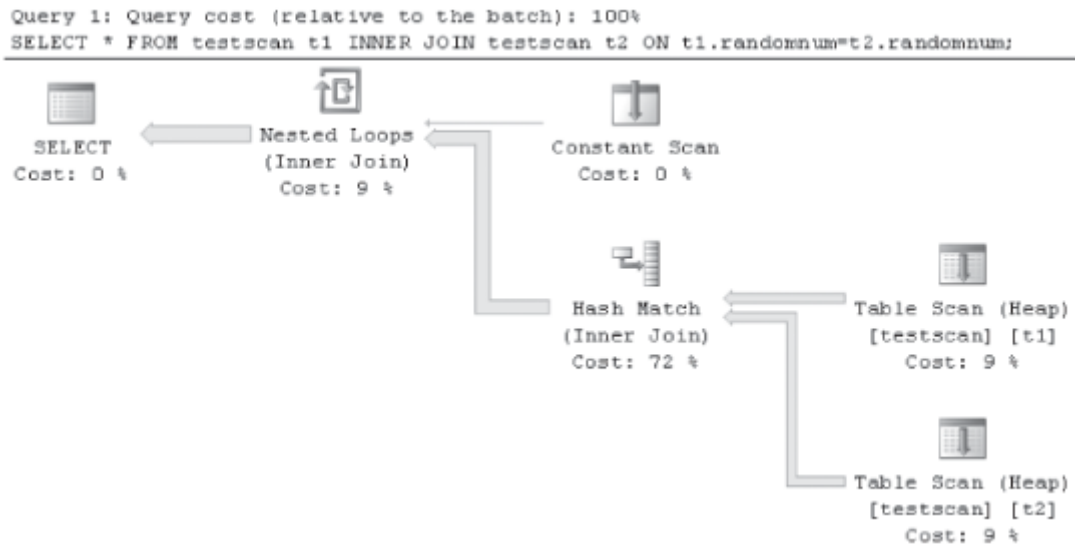 Query 1: Query cost (relative to the batch): 100%
SELECT * FROM testscan t1 INNER JOIN testscan t2 ON t1.randomnum=t2.randomnum;
SELECT
Cost: 0 %
Nested Loops
(Inner Join)
Cost: 9 %
Constant Scan
Cost: 0 %
Hash Match
(Inner Join)
Cost: 72 %
Table Scan (Heap)
[testscan] [t1]
Cost: 9 %
Table Scan (Heap)
[testscan] [t2]
Cost: 9 %